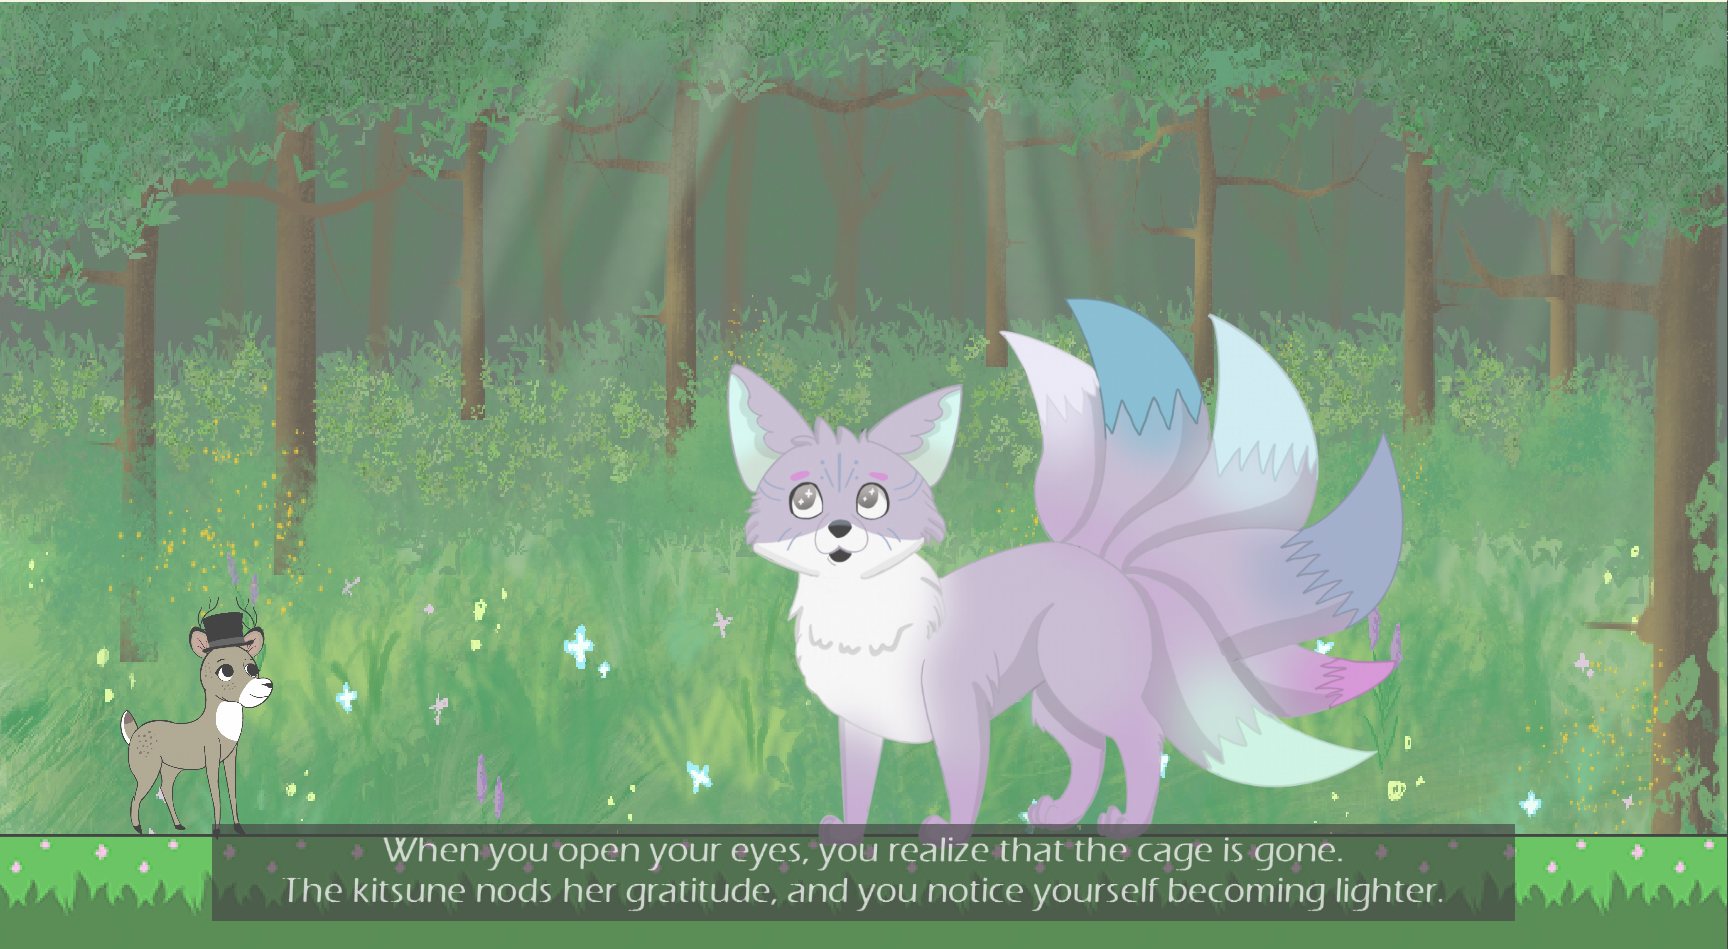 When you open your eyes, you realize that the cage is gone.
The kitsune nods her gratitude, and you notice yourself becoming lighter.